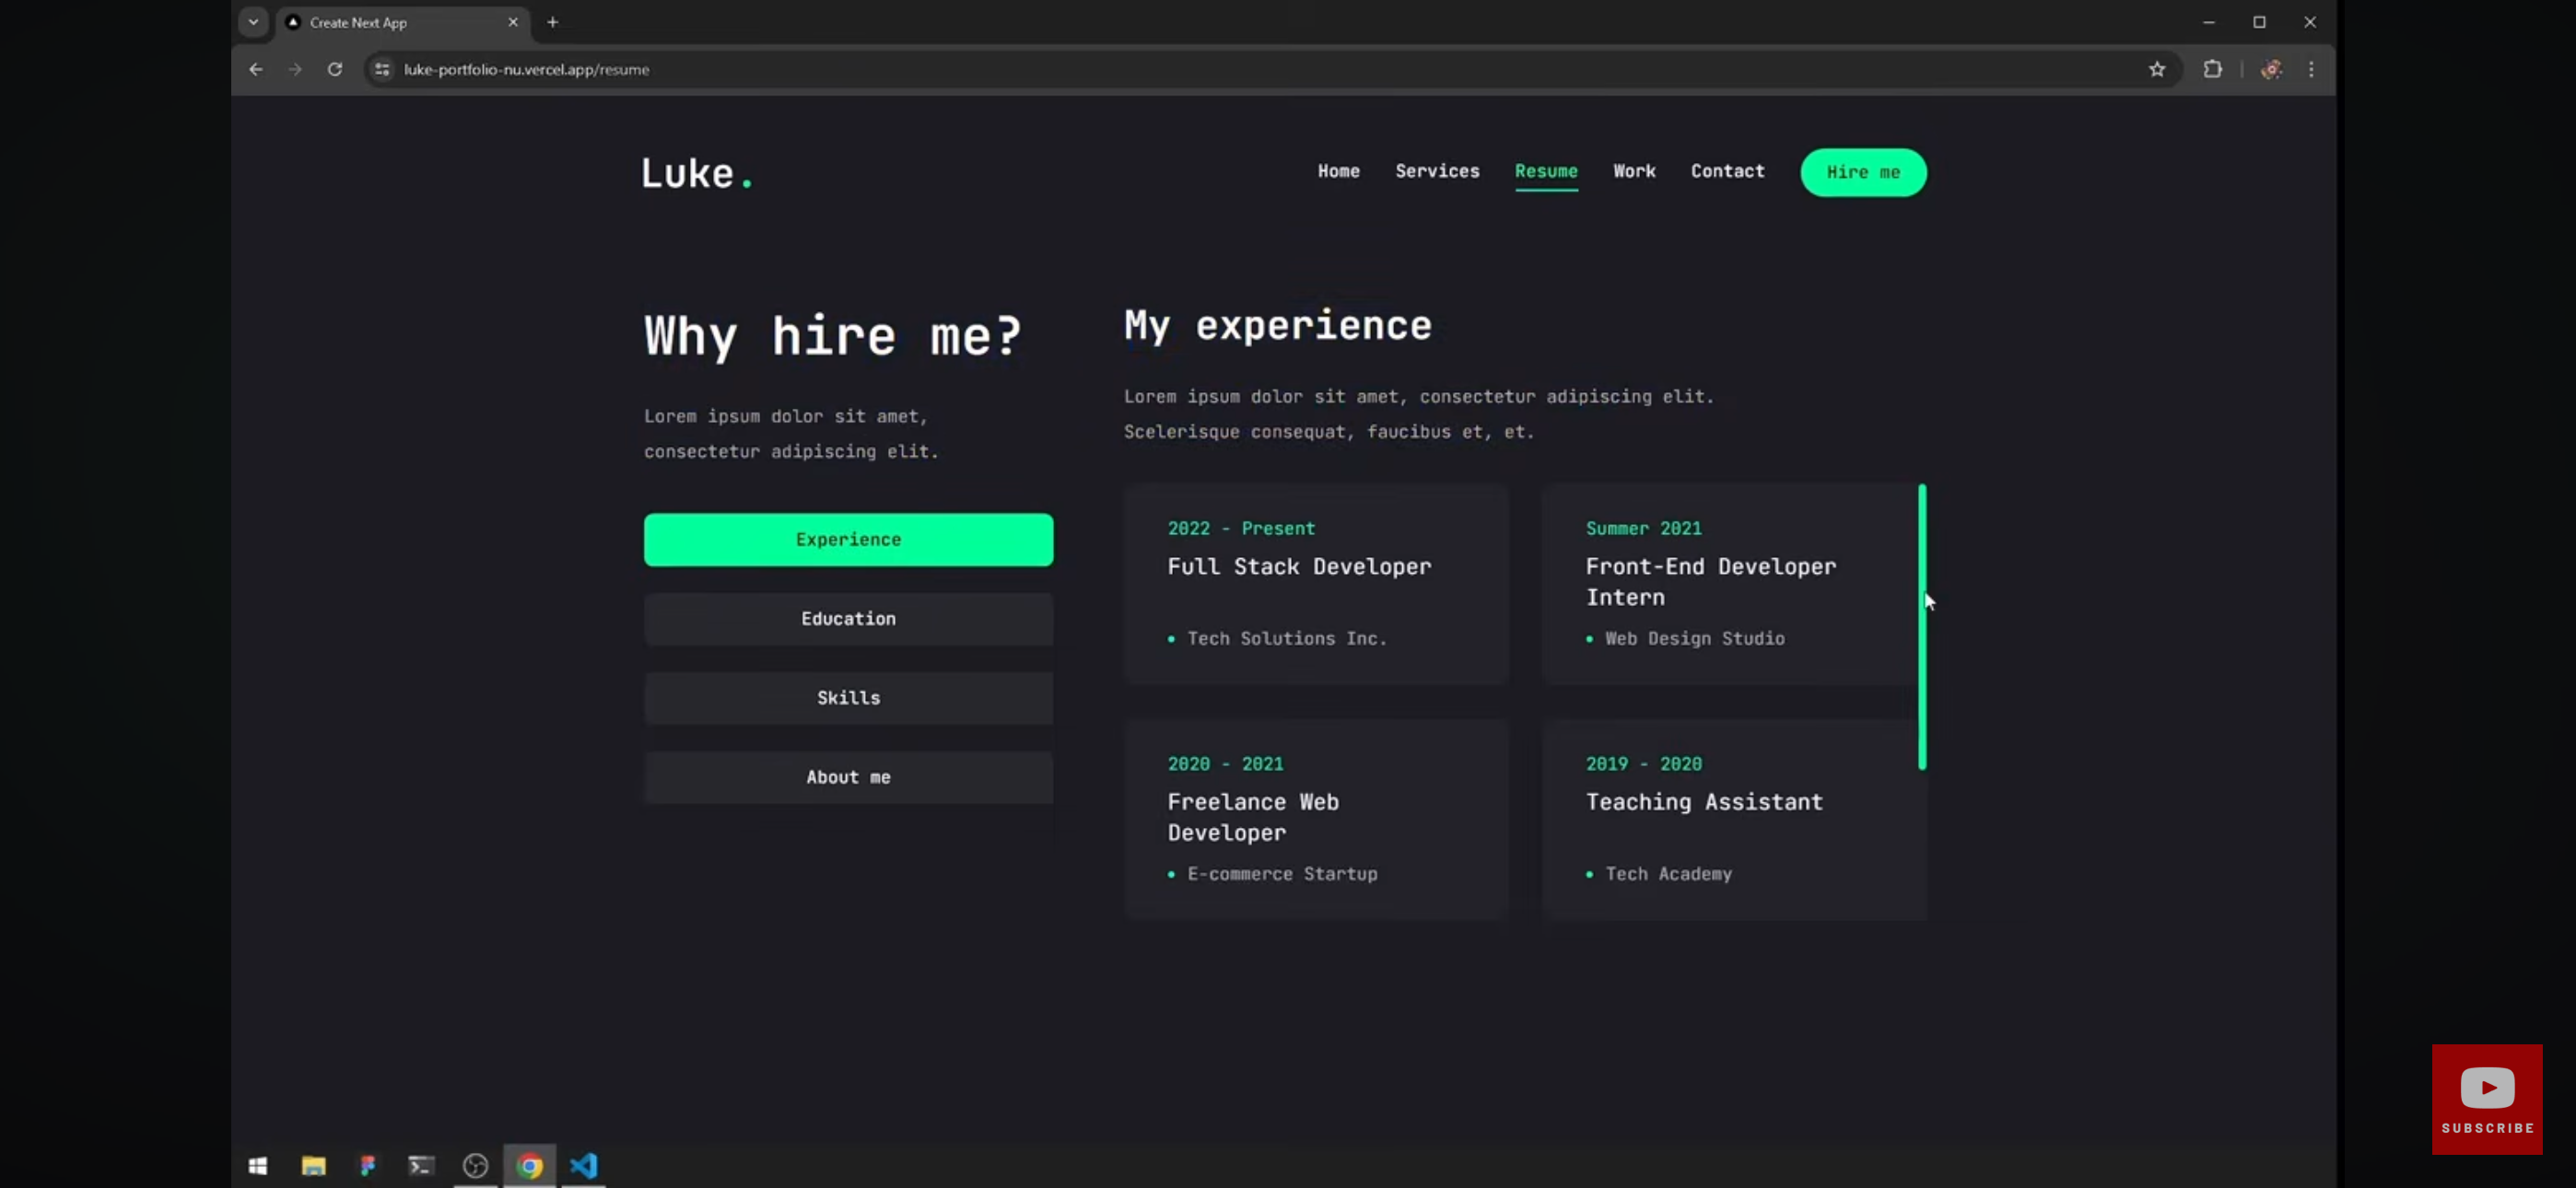 Create Next App
luke-portfolio-nu.vercel.app/resume
Luke.
Home Services Resume Work Contact Hire me
Why hire me?
Lorem ipsum dolor sit amet,
consectetur adipiscing elit.
Experience
Education
Skills
About me
My experience
Lorem ipsum dolor sit amet, consectetur adipiscing elit.
Scelerisque consequat, faucibus et, et.
2022 - Present
Full Stack Developer
Tech Solutions Inc.
Summer 2021
Front-End Developer
Intern
Web Design Studio
2020 - 2021
Freelance Web
Developer
E-commerce Startup
2019 - 2020
Teaching Assistant
Tech Academy
SUBSCRIBE